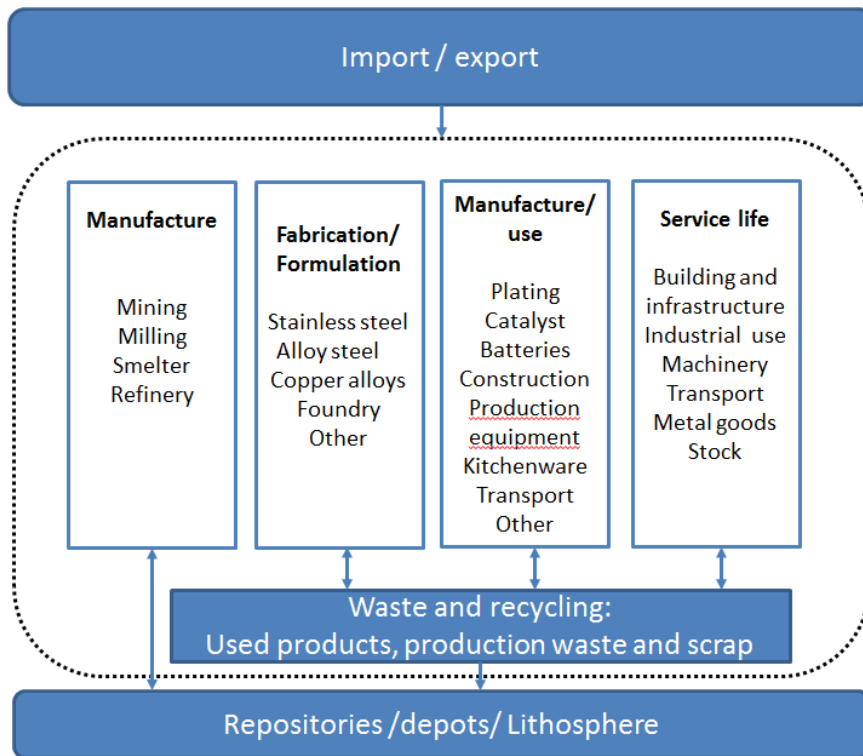 Import / export
Manufacture
Mining
Milling
Smelter
Refinery
Fabrication/
Formulation
Stainless steel
Alloy steel
Copper alloys
Foundry
Other
Manufacture/
use
Plating
Catalyst
Batteries
Construction
Production
equipment
Kitchenware
Transport
Other
Service life
Building and
infrastructure
Industrial use
Machinery
Transport
Metal goods
Stock
Waste and recycling:
Used products, production waste and scrap
Repositories /depots/ Lithosphere